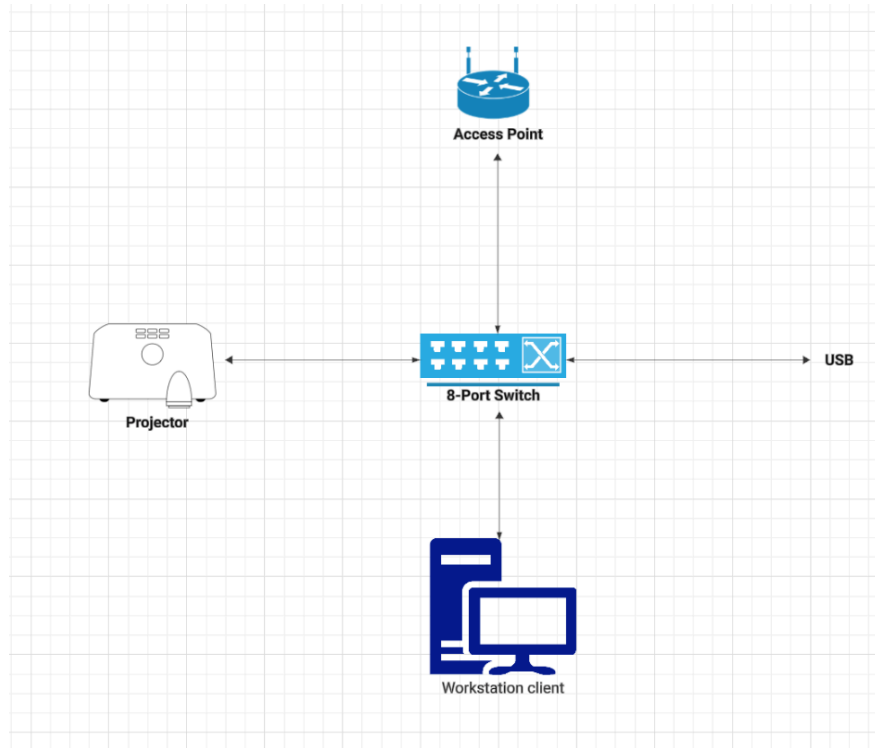 Access Point
USB
8-Port Switch
Projector
Workstation client